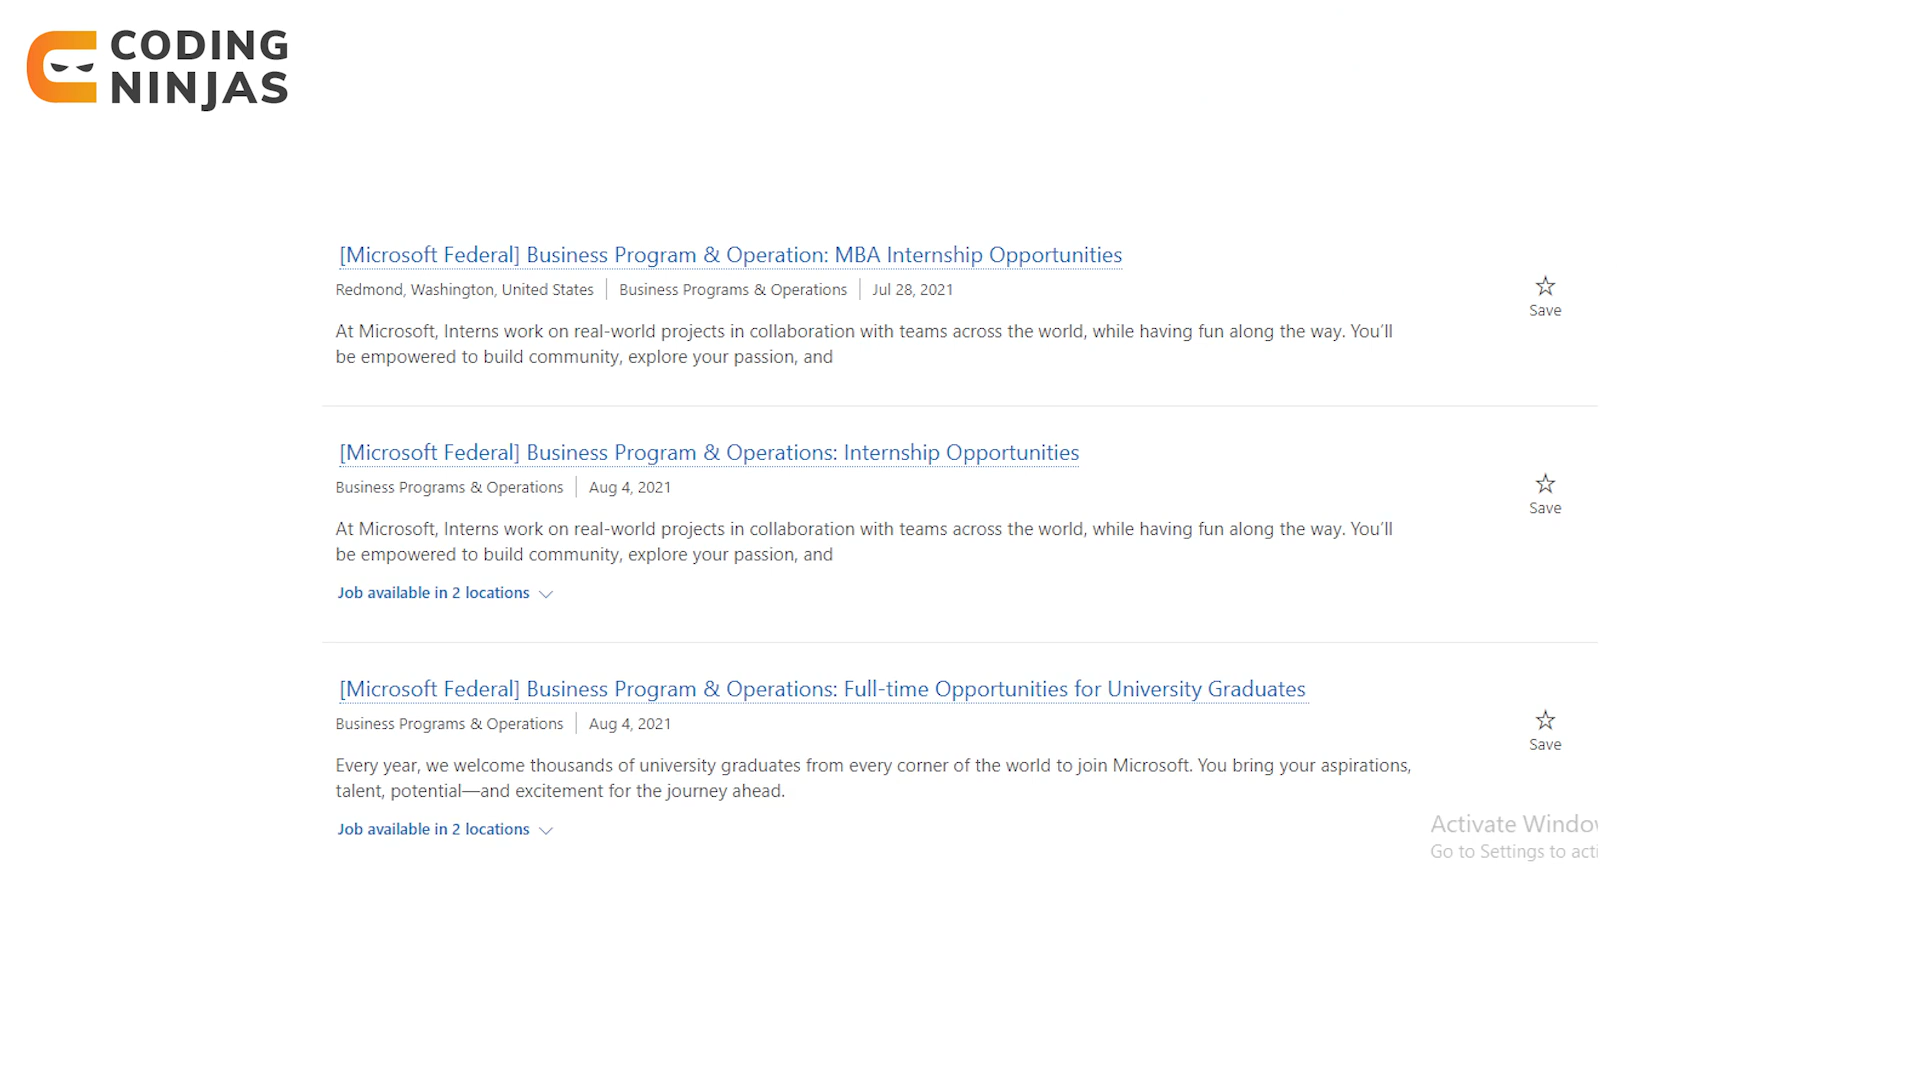 CODING
NINJAS
[Microsoft Federal] Business Program & Operation: MBA Internship Opportunities
Redmond, Washington, United States | Business Programs & Operations | Jul 28, 2021
Save
At Microsoft, Interns work on real-world projects in collaboration with teams across the world, while having fun along the way. You’ll
be empowered to build community, explore your passion, and
[Microsoft Federal] Business Program & Operations: Internship Opportunities
Business Programs & Operations | Aug 4, 2021
Save
At Microsoft, Interns work on real-world projects in collaboration with teams across the world, while having fun along the way. You’ll
be empowered to build community, explore your passion, and
Job available in 2 locations
[Microsoft Federal] Business Program & Operations: Full-time Opportunities for University Graduates
Business Programs & Operations | Aug 4, 2021
Save
Every year, we welcome thousands of university graduates from every corner of the world to join Microsoft. You bring your aspirations,
talent, potential—and excitement for the journey ahead.
Job available in 2 locations
Activate Windo
Go to Settings to acti